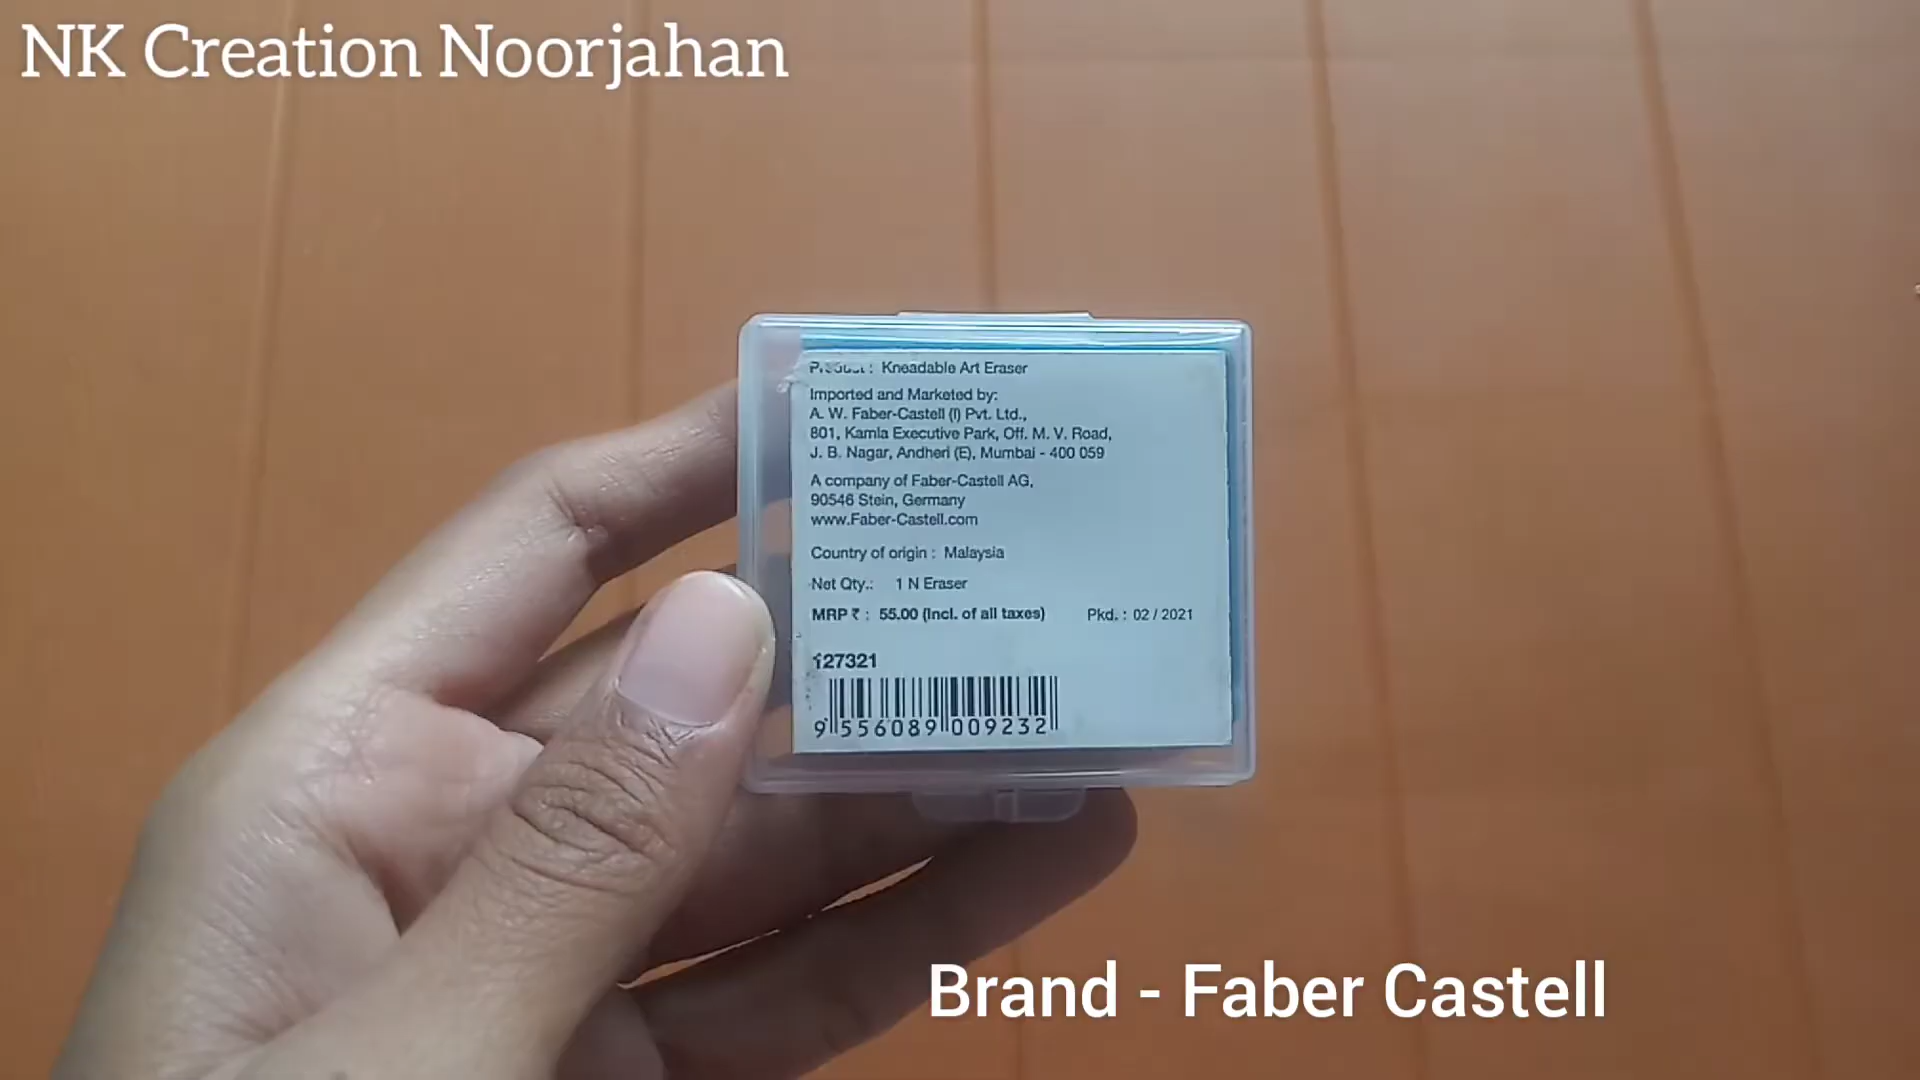 NK Creation Noorjahan
Product : Kneadable Art Eraser
Imported and Marketed by:
A. W. Faber-Castell (I) Pvt. Ltd.,
801, Kamla Executive Park, Off. M. V. Road,
J. B. Nagar, Andheri (E), Mumbai - 400 059
A company of Faber-Castell AG,
90546 Stein, Germany
www.Faber-Castell.com
Country of origin : Malaysia
Net Qty.: 1 N Eraser
MRP ₹ : 55.00 (Incl. of all taxes) Pkd. : 02 / 2021
127321
9 556089 009232
Brand - Faber Castell